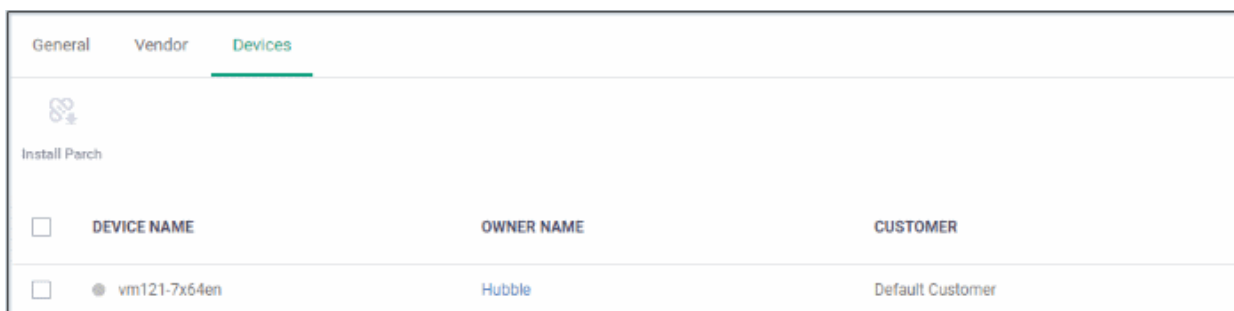 General Vendor Devices
Install Parch
DEVICE NAME OWNER NAME CUSTOMER
vm121-7x64en Hubble Default Customer